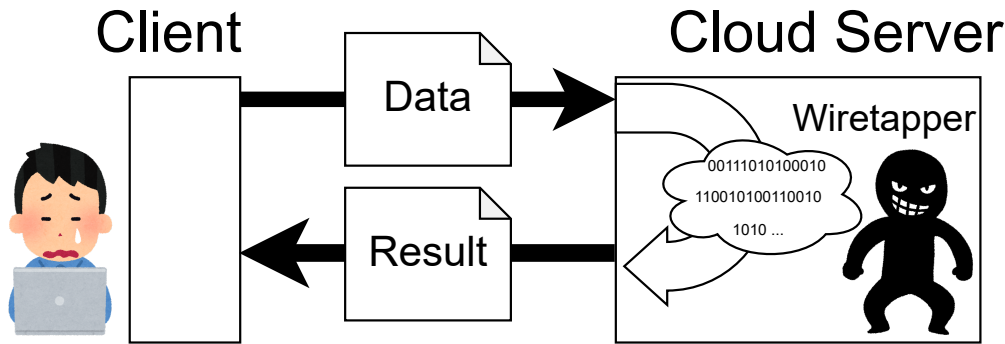 Client
Cloud Server
Data
Wiretapper
00111010100010
110010100110010
1010 ...
Result